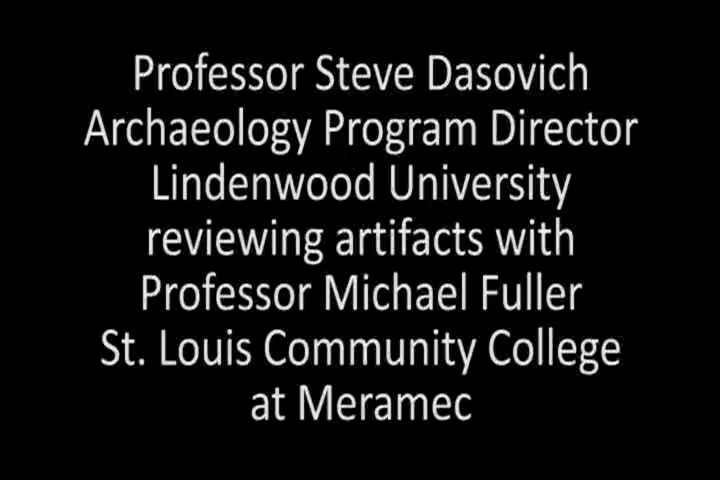 Professor Steve Dasovich
Archaeology Program Director
Lindenwood University
reviewing artifacts with
Professor Michael Fuller
St. Louis Community College
at Meramec